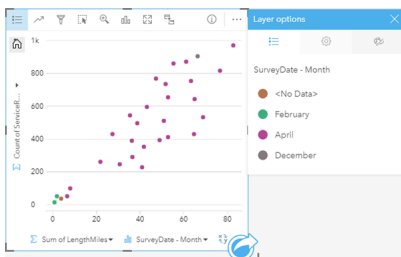 Layer options
SurveyDate - Month
<No Data>
February
April
December
Count of ServiceR...
1k
800
600
400
200
0
0
20
40
60
80
Sum of LengthMiles
SurveyDate - Month